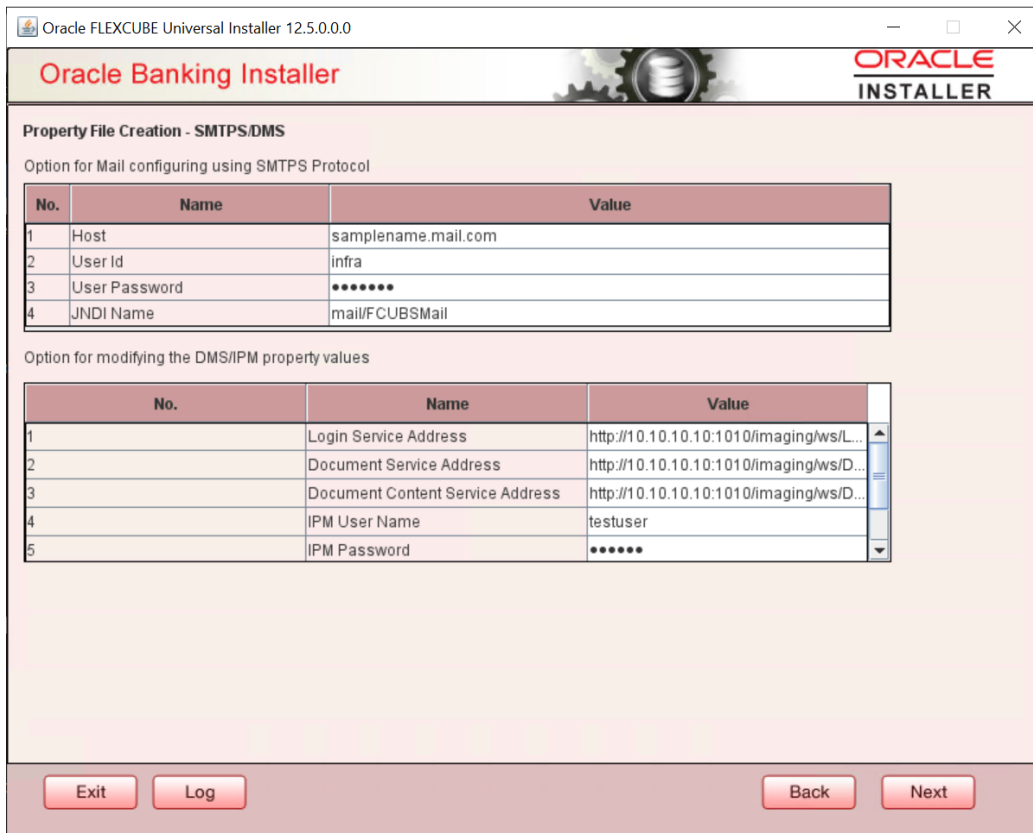 Oracle FLEXCUBE Universal Installer 12.5.0.0.0
Oracle Banking Installer
ORACLE
INSTALLER
Property File Creation - SMTPS/DMS
Option for Mail configuring using SMTPS Protocol
No. Name Value
1 Host samplename.mail.com
2 User Id infra
3 User Password •••••••
4 JNDI Name mail/FCUBSMail
Option for modifying the DMS/IPM property values
No. Name Value
1 Login Service Address http://10.10.10.10:1010/imaging/ws/L...
2 Document Service Address http://10.10.10.10:1010/imaging/ws/D...
3 Document Content Service Address http://10.10.10.10:1010/imaging/ws/D...
4 IPM User Name testuser
5 IPM Password ••••••
Exit Log Back Next